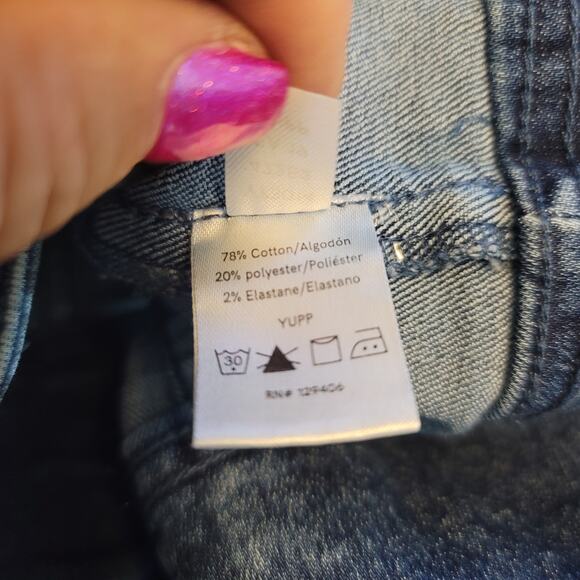 78% Cotton/Algodón
20% polyester/Poliéster
2% Elastane/Elastano
YUPP
30
RN# 129406